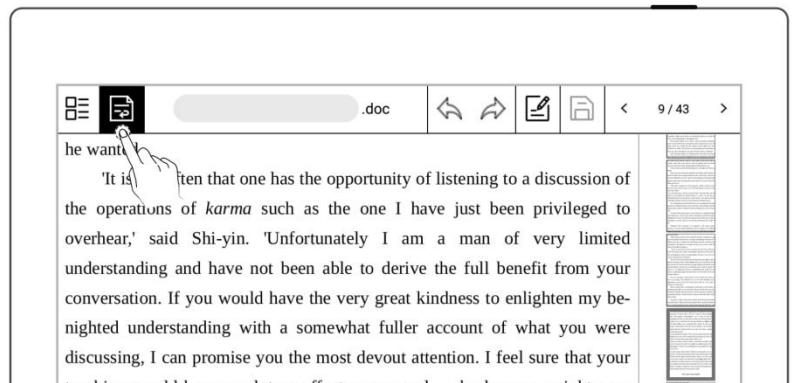 .doc
9 / 43
he wanted
'It is ften that one has the opportunity of listening to a discussion of
the operations of karma such as the one I have just been privileged to
overhear,' said Shi-yin. 'Unfortunately I am a man of very limited
understanding and have not been able to derive the full benefit from your
conversation. If you would have the very great kindness to enlighten my be-
nighted understanding with a somewhat fuller account of what you were
discussing, I can promise you the most devout attention. I feel sure that your